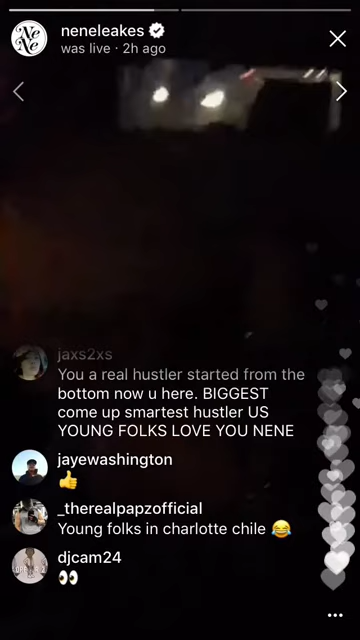 NeNe
neneleakes
was live · 2h ago
jaxs2xs
You a real hustler started from the
bottom now u here. BIGGEST
come up smartest hustler US
YOUNG FOLKS LOVE YOU NENE
jayewashington
👍
_therealpapzofficial
Young folks in charlotte chile 😂
djcam24
👀